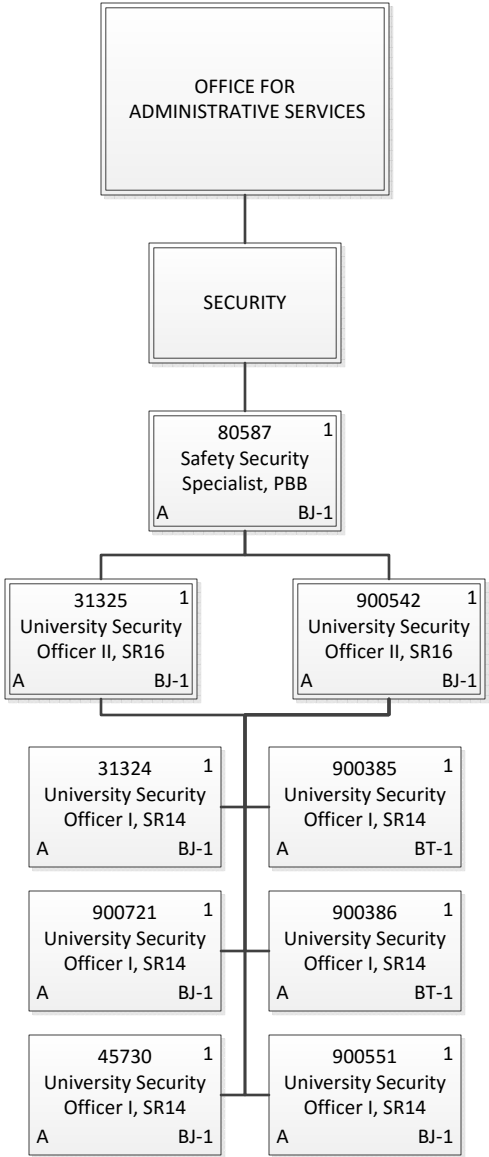 OFFICE FOR
ADMINISTRATIVE SERVICES
SECURITY
80587 1
Safety Security
Specialist, PBB
A BJ-1
31325 1
University Security
Officer II, SR16
A BJ-1
900542 1
University Security
Officer II, SR16
A BJ-1
31324 1
University Security
Officer I, SR14
A BJ-1
900385 1
University Security
Officer I, SR14
A BT-1
900721 1
University Security
Officer I, SR14
A BJ-1
900386 1
University Security
Officer I, SR14
A BT-1
45730 1
University Security
Officer I, SR14
A BJ-1
900551 1
University Security
Officer I, SR14
A BJ-1